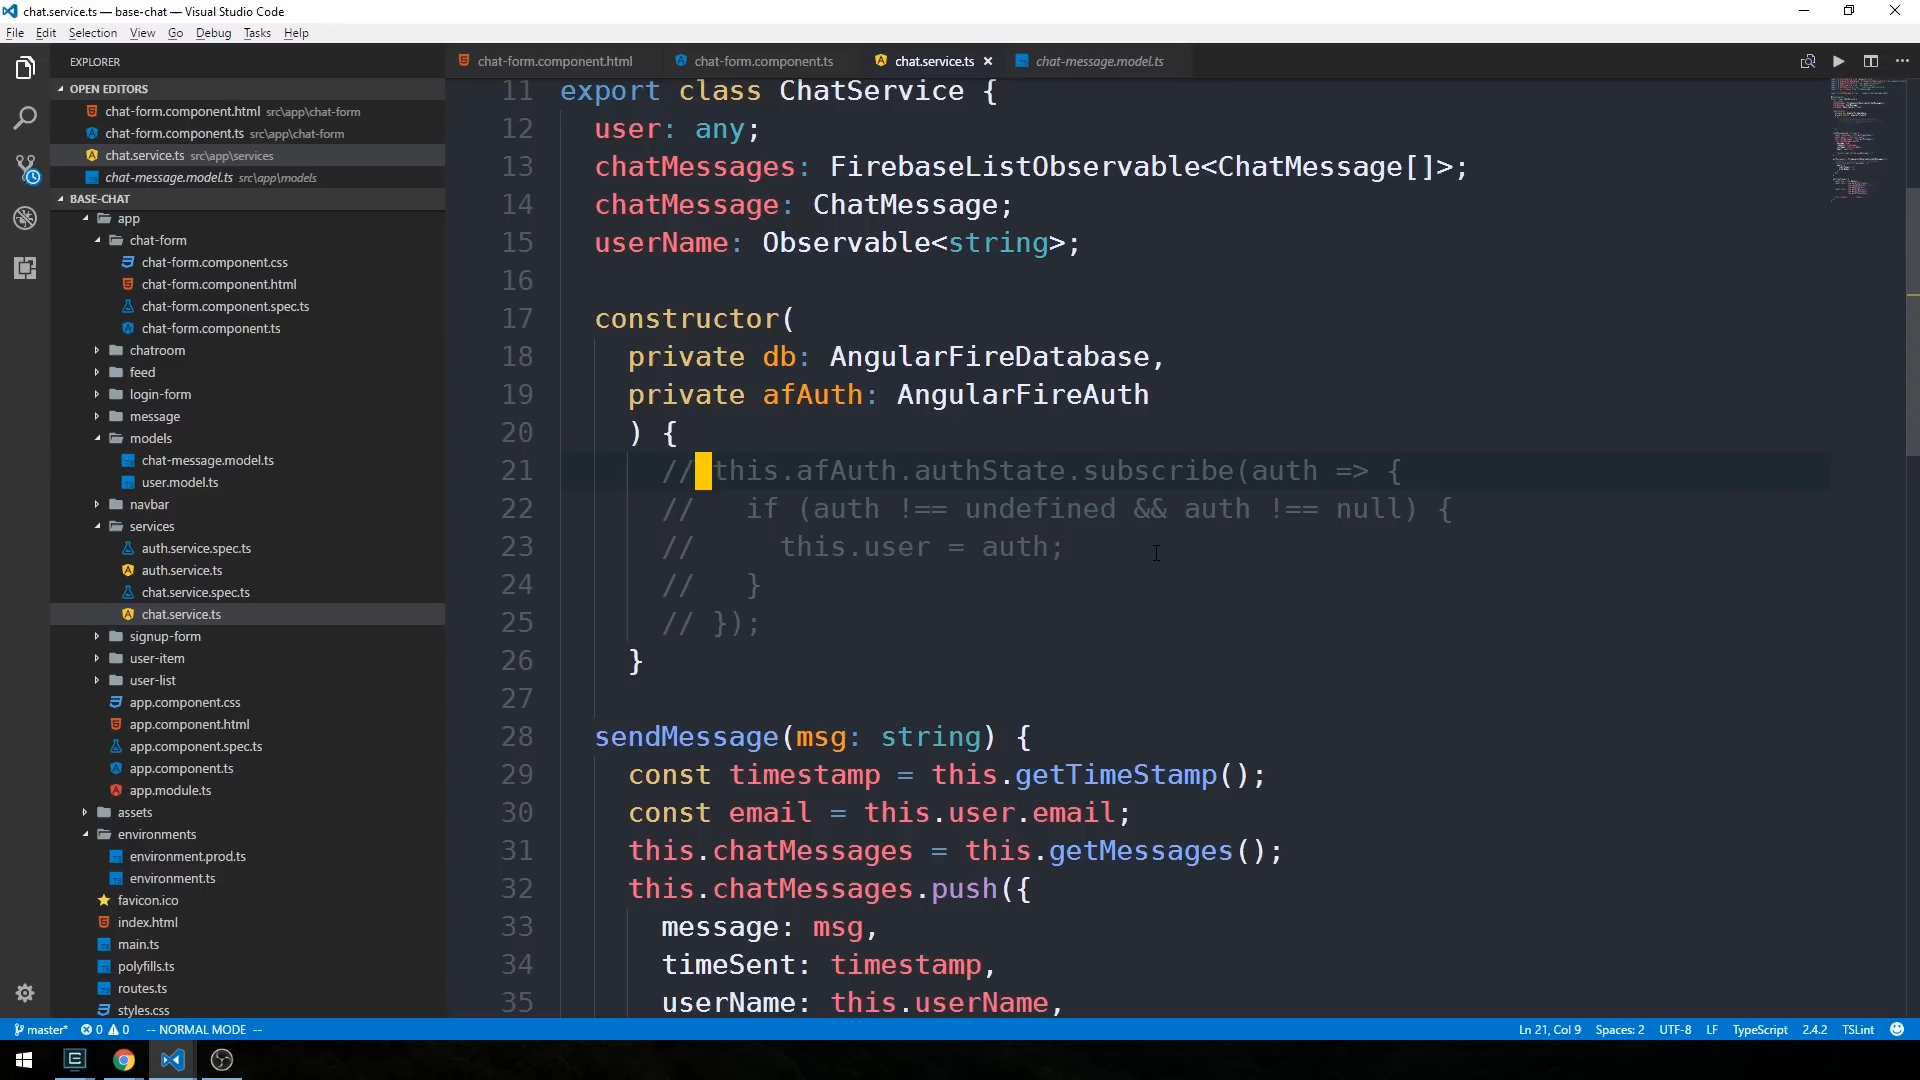 chat.service.ts — base-chat — Visual Studio Code
File Edit Selection View Go Debug Tasks Help
EXPLORER
OPEN EDITORS
chat-form.component.html src\app\chat-form
chat-form.component.ts src\app\chat-form
chat.service.ts src\app\services
chat-message.model.ts src\app\models
BASE-CHAT
app
chat-form
chat-form.component.css
chat-form.component.html
chat-form.component.spec.ts
chat-form.component.ts
chatroom
feed
login-form
message
models
chat-message.model.ts
user.model.ts
navbar
services
auth.service.spec.ts
auth.service.ts
chat.service.spec.ts
chat.service.ts
signup-form
user-item
user-list
app.component.css
app.component.html
app.component.spec.ts
app.component.ts
app.module.ts
assets
environments
environment.prod.ts
environment.ts
favicon.ico
index.html
main.ts
polyfills.ts
routes.ts
styles.css
chat-form.component.html chat-form.component.ts chat.service.ts chat-message.model.ts
11 export class ChatService {
12 user: any;
13 chatMessages: FirebaseListObservable<ChatMessage[]>;
14 chatMessage: ChatMessage;
15 userName: Observable<string>;
16
17 constructor(
18 private db: AngularFireDatabase,
19 private afAuth: AngularFireAuth
20 ) {
21 // this.afAuth.authState.subscribe(auth => {
22 // if (auth !== undefined && auth !== null) {
23 // this.user = auth;
24 // }
25 // });
26 }
27
28 sendMessage(msg: string) {
29 const timestamp = this.getTimeStamp();
30 const email = this.user.email;
31 this.chatMessages = this.getMessages();
32 this.chatMessages.push({
33 message: msg,
34 timeSent: timestamp,
35 userName: this.userName,
master* 0 0 -- NORMAL MODE -- Ln 21, Col 9 Spaces: 2 UTF-8 LF TypeScript 2.4.2 TSLint